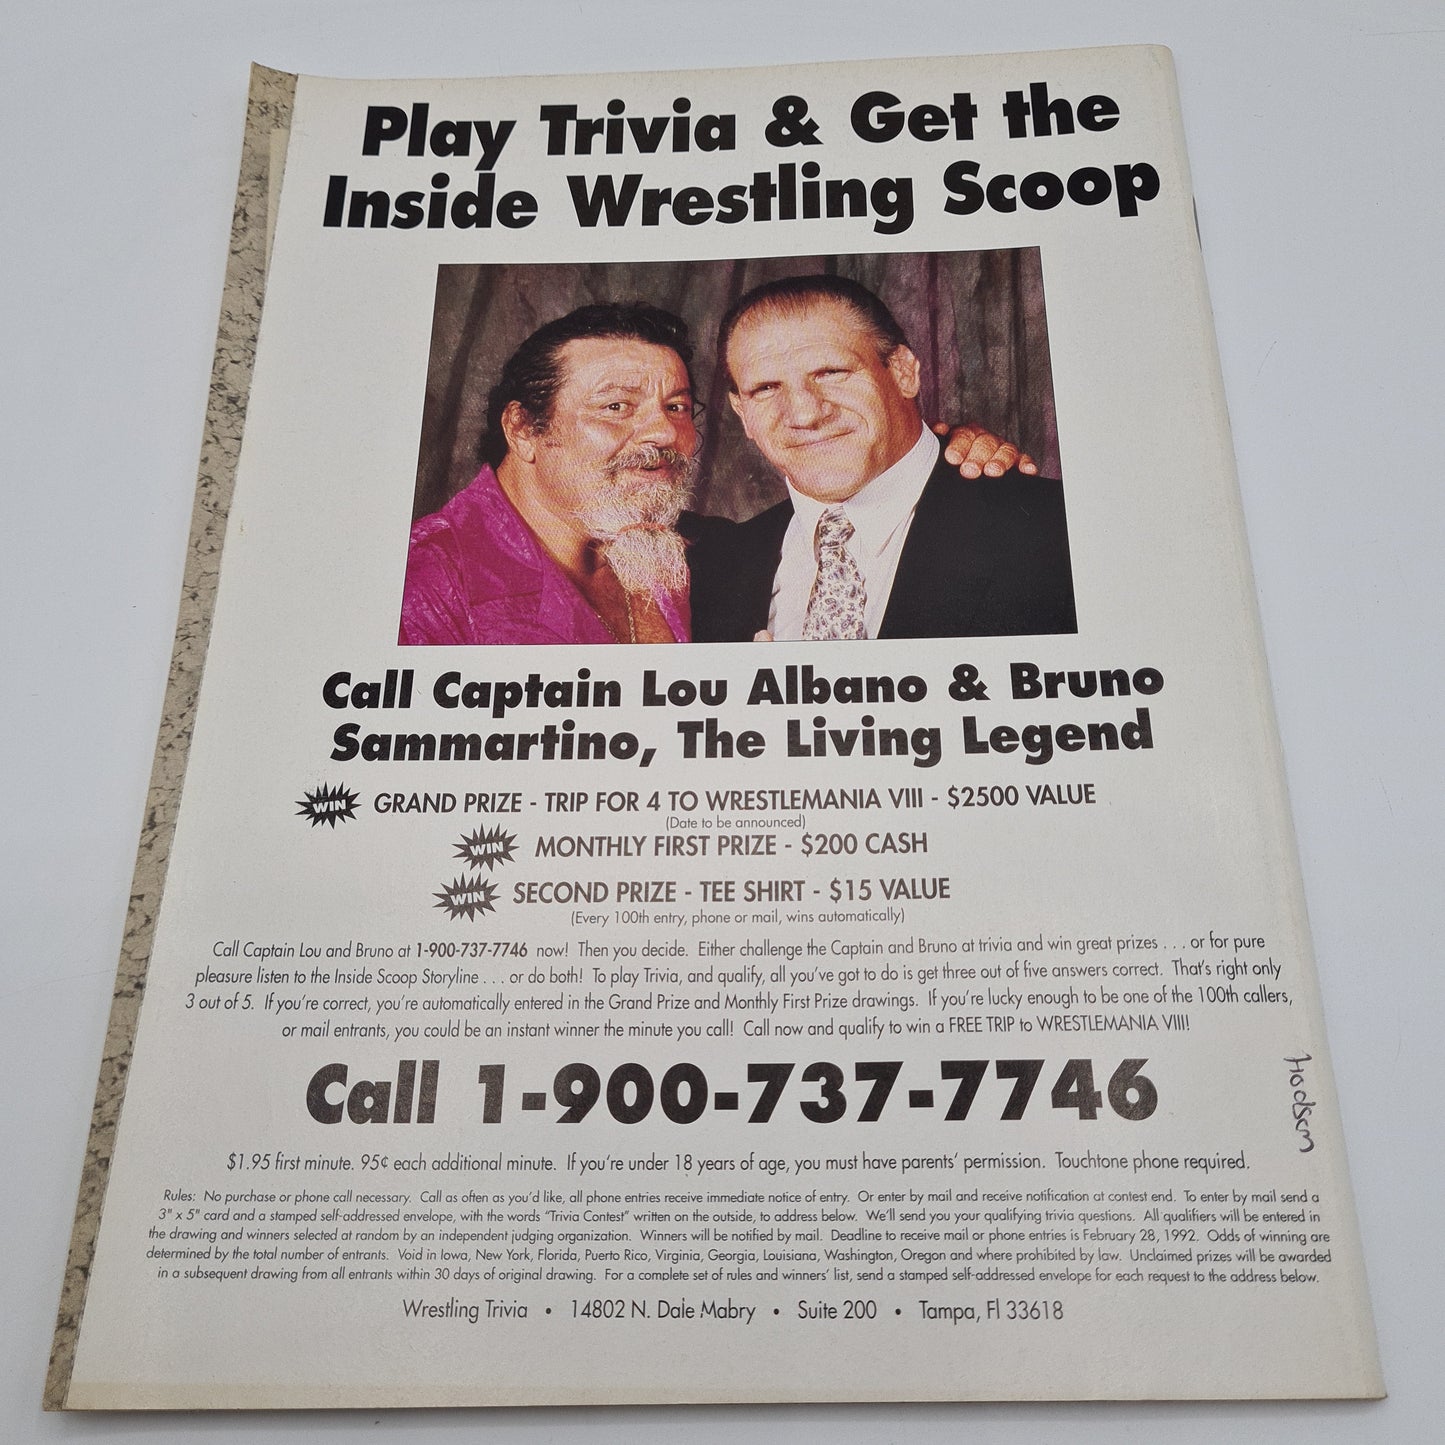 Play Trivia & Get the
Inside Wrestling Scoop
Call Captain Lou Albano & Bruno
Sammartino, The Living Legend
WIN GRAND PRIZE - TRIP FOR 4 TO WRESTLEMANIA VIII - $2500 VALUE
(Date to be announced)
WIN MONTHLY FIRST PRIZE - $200 CASH
WIN SECOND PRIZE - TEE SHIRT - $15 VALUE
(Every 100th entry, phone or mail, wins automatically)
Call Captain Lou and Bruno at 1-900-737-7746 now! Then you decide. Either challenge the Captain and Bruno at trivia and win great prizes . . . or for pure
pleasure listen to the Inside Scoop Storyline . . . or do both! To play Trivia, and qualify, all you've got to do is get three out of five answers correct. That's right only
3 out of 5. If you're correct, you're automatically entered in the Grand Prize and Monthly First Prize drawings. If you're lucky enough to be one of the 100th callers,
or mail entrants, you could be an instant winner the minute you call! Call now and qualify to win a FREE TRIP to WRESTLEMANIA VIII!
Call 1-900-737-7746
$1.95 first minute. 95¢ each additional minute. If you're under 18 years of age, you must have parents' permission. Touchtone phone required.
Rules: No purchase or phone call necessary. Call as often as you'd like, all phone entries receive immediate notice of entry. Or enter by mail and receive notification at contest end. To enter by mail send a
3" x 5" card and a stamped self-addressed envelope, with the words "Trivia Contest" written on the outside, to address below. We'll send you your qualifying trivia questions. All qualifiers will be entered in
the drawing and winners selected at random by an independent judging organization. Winners will be notified by mail. Deadline to receive mail or phone entries is February 28, 1992. Odds of winning are
determined by the total number of entrants. Void in Iowa, New York, Florida, Puerto Rico, Virginia, Georgia, Louisiana, Washington, Oregon and where prohibited by law. Unclaimed prizes will be awarded
in a subsequent drawing from all entrants within 30 days of original drawing. For a complete set of rules and winners' list, send a stamped self-addressed envelope for each request to the address below.
Wrestling Trivia • 14802 N. Dale Mabry • Suite 200 • Tampa, Fl 33618